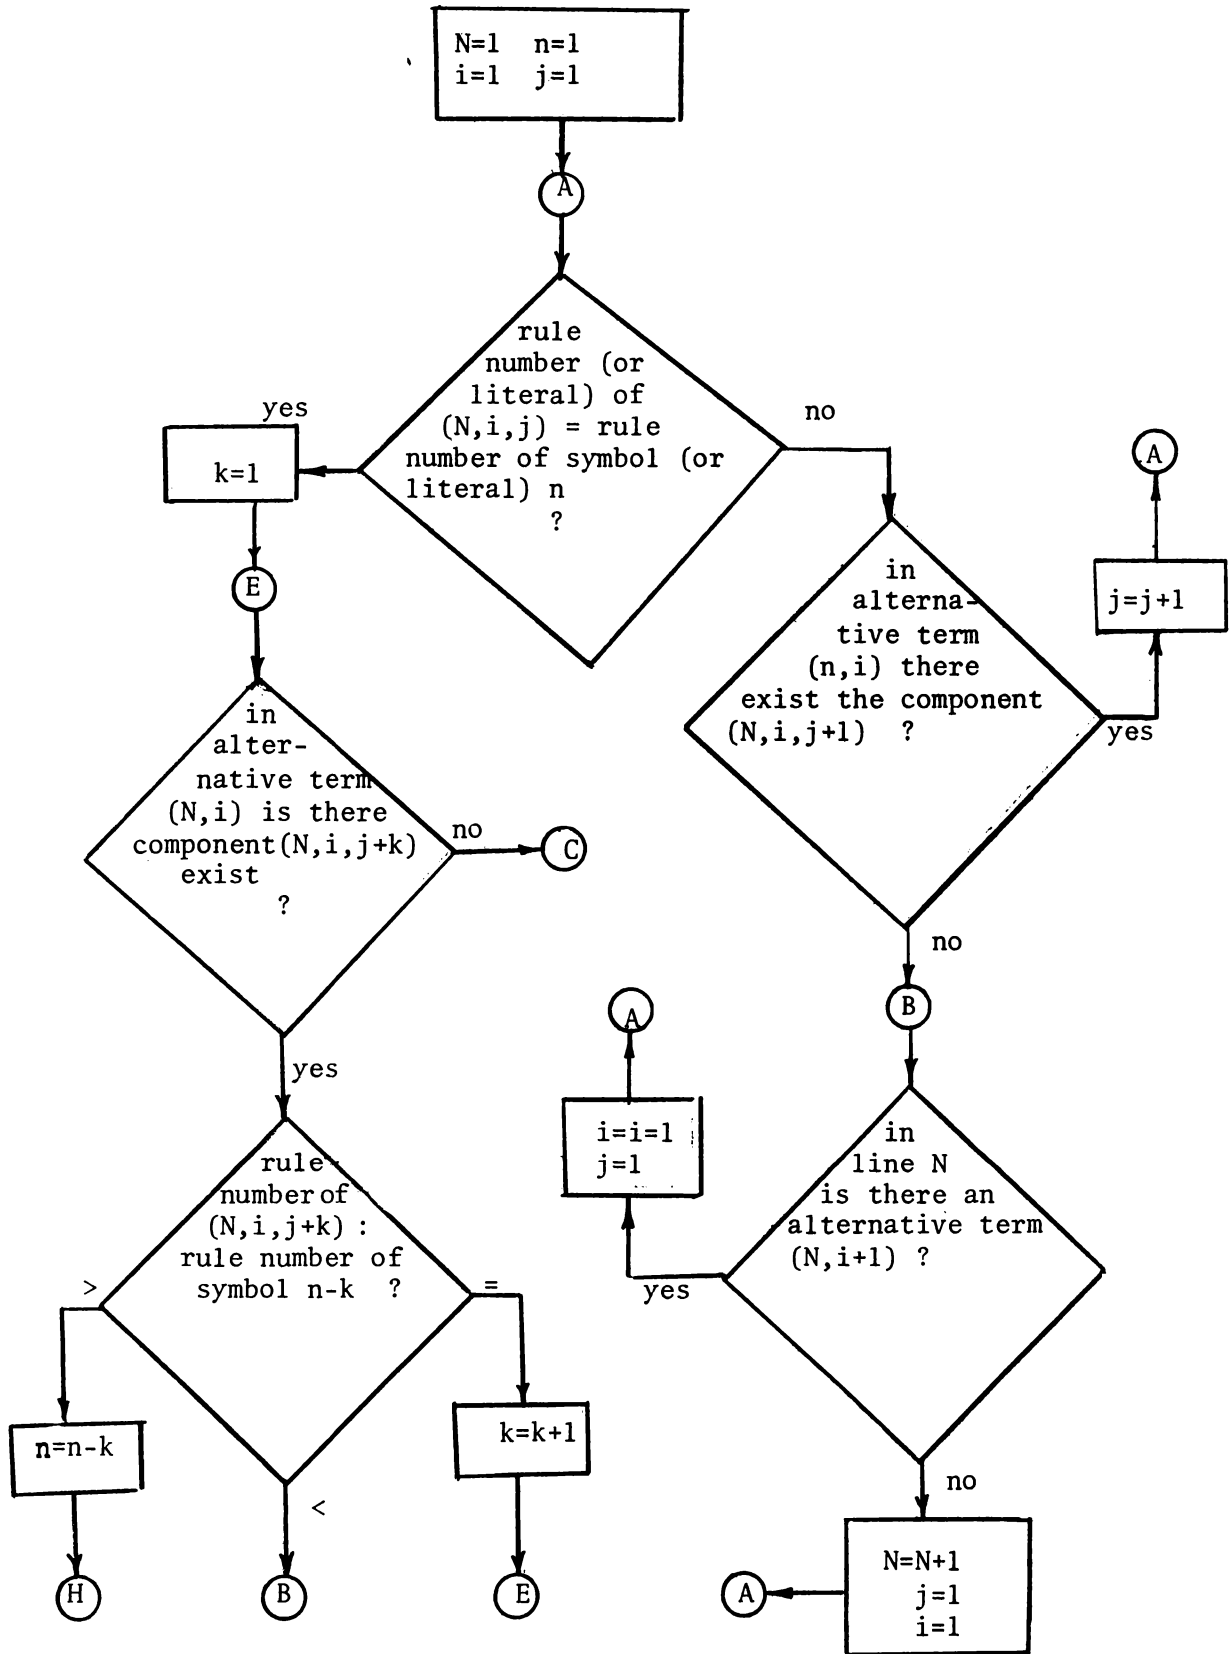 N=1 n=1
i=1 j=1
A
rule
number (or
literal) of
(N,i,j) = rule
number of symbol (or
literal) n
?
yes
no
k=1
E
A
j=j+1
in
alterna-
tive term
(n,i) there
exist the component
(N,i,j+1) ?
yes
no
in
alter-
native term
(N,i) is there
component(N,i,j+k)
exist
?
no
C
yes
B
A
i=i=1
j=1
in
line N
is there an
alternative term
(N,i+1) ?
yes
no
rule
number of
(N,i,j+k) :
rule number of
symbol n-k ?
>
=
<
n=n-k
k=k+1
H
B
E
A
N=N+1
j=1
i=1